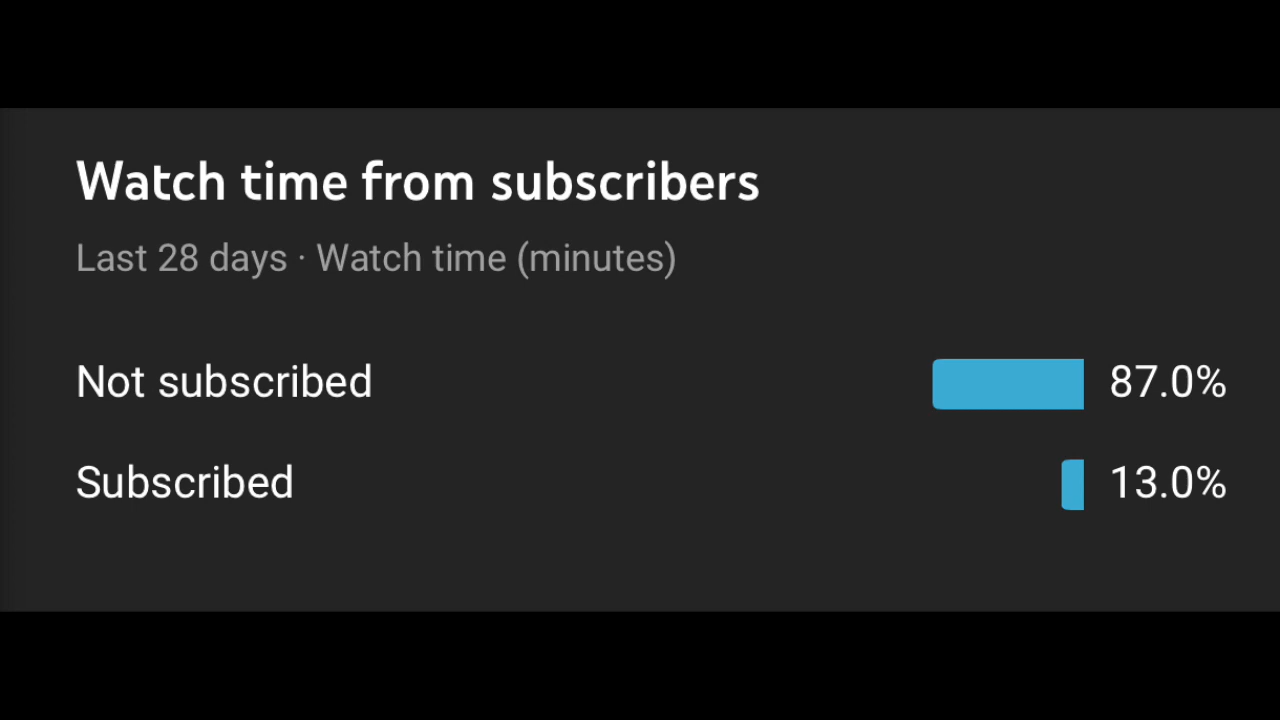 Watch time from subscribers
Last 28 days · Watch time (minutes)
Not subscribed 87.0%
Subscribed 13.0%